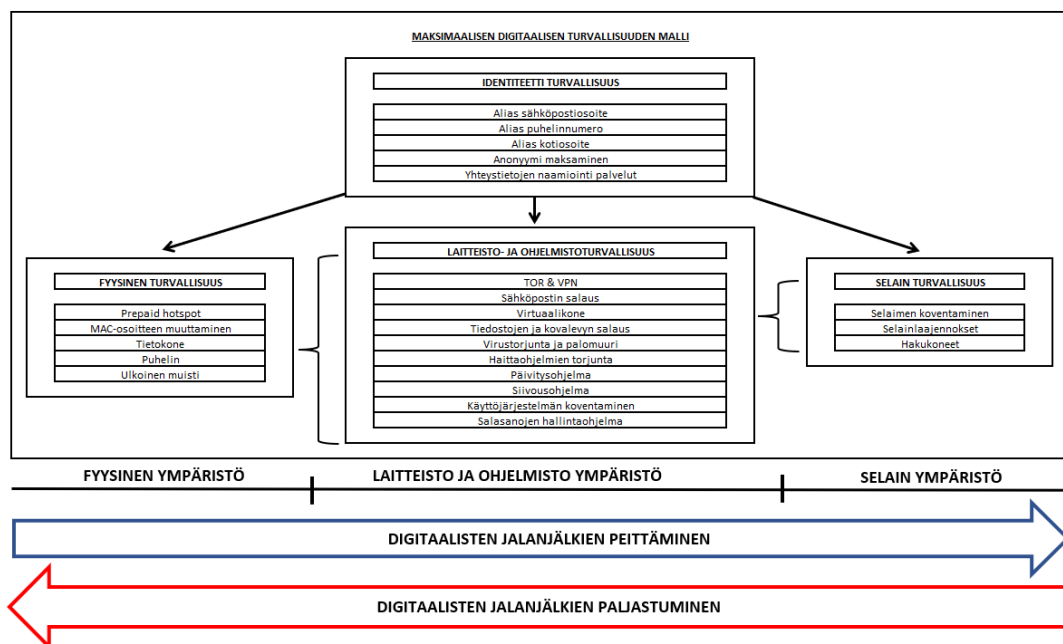 MAKSIMAALISEN DIGITAALISEN TURVALLISUUDEN MALLI
IDENTITEETTI TURVALLISUUS
Alias sähköpostiosoite
Alias puhelinnumero
Alias kotiosoite
Anonyymi maksaminen
Yhteystietojen naamiointi palvelut
FYYSINEN TURVALLISUUS
Prepaid hotspot
MAC-osoitteen muuttaminen
Tietokone
Puhelin
Ulkoinen muisti
LAITTEISTO- JA OHJELMISTOTURVALLISUUS
TOR & VPN
Sähköpostin salaus
Virtuaalikone
Tiedostojen ja kovalevyn salaus
Virustorjunta ja palomuuri
Haittaohjelmien torjunta
Päivitysohjelma
Siivousohjelma
Käyttöjärjestelmän koventaminen
Salasanojen hallintaohjelma
SELAIN TURVALLISUUS
Selaimen koventaminen
Selainlaajennokset
Hakukoneet
FYYSINEN YMPÄRISTÖ
LAITTEISTO JA OHJELMISTO YMPÄRISTÖ
SELAIN YMPÄRISTÖ
DIGITAALISTEN JALANJÄLKIEN PEITTÄMINEN
DIGITAALISTEN JALANJÄLKIEN PALJASTUMINEN